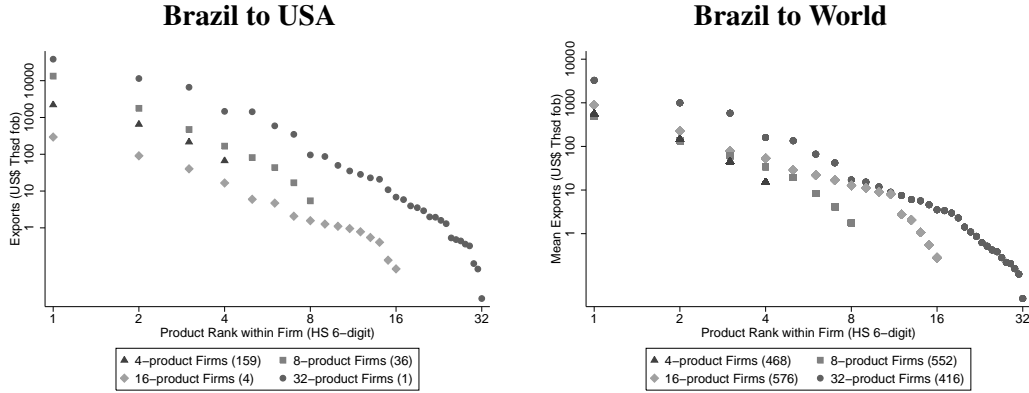 Brazil to USA
Exports (US$ Thsd fob)
10000
1000
100
10
1
1 2 4 8 16 32
Product Rank within Firm (HS 6−digit)
4−product Firms (159) 8−product Firms (36)
16−product Firms (4) 32−product Firms (1)
Brazil to World
Mean Exports (US$ Thsd fob)
10000
1000
100
10
1
1 2 4 8 16 32
Product Rank within Firm (HS 6−digit)
4−product Firms (468) 8−product Firms (552)
16−product Firms (576) 32−product Firms (416)